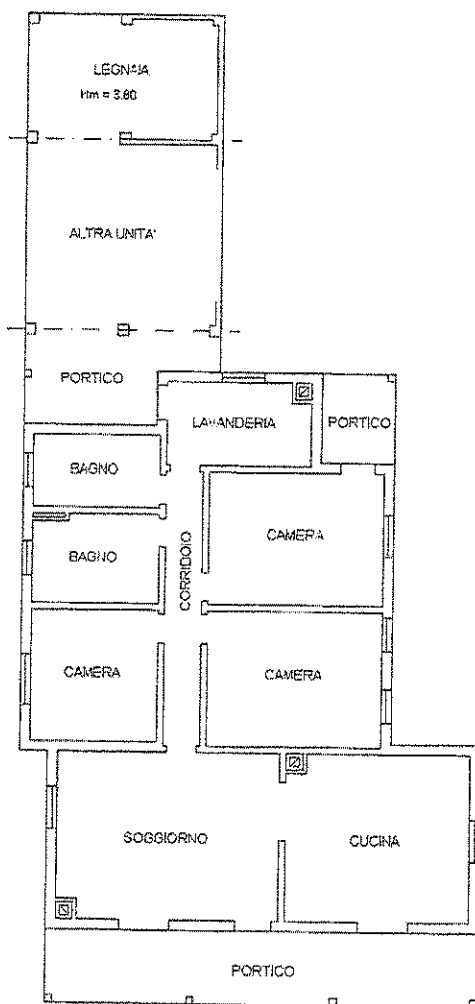 LEGNAIA
Hm = 3.60
ALTRA UNITA'
PORTICO
LAVANDERIA
PORTICO
BAGNO
CAMERA
BAGNO
CORRIDOIO
CAMERA
CAMERA
SOGGIORNO
CUCINA
PORTICO